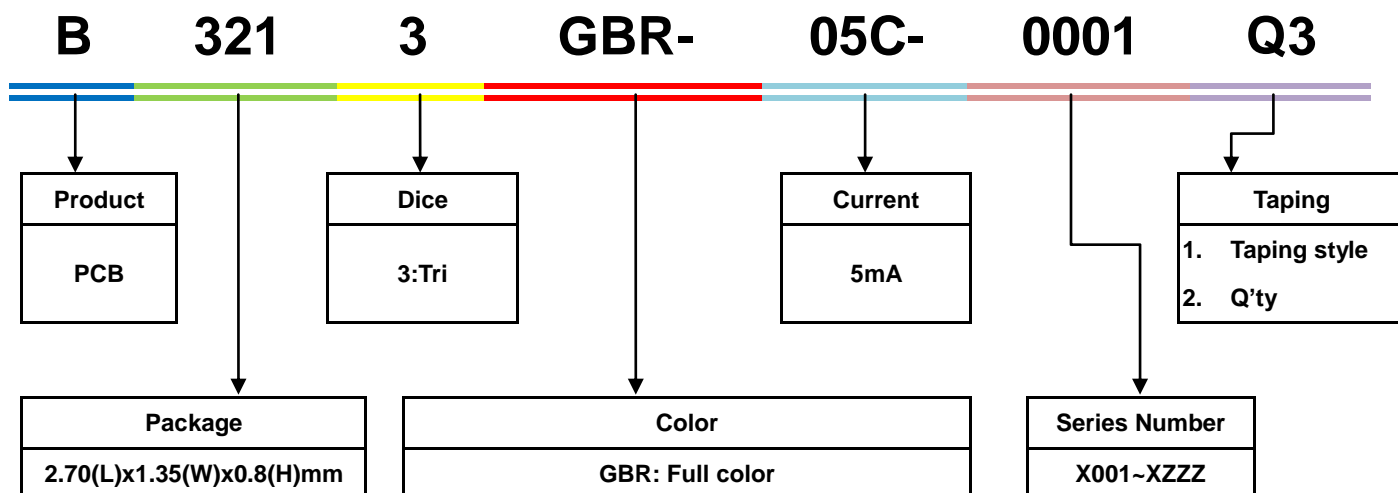 B 321 3 GBR- 05C- 0001 Q3
Product
PCB
Dice
3:Tri
Current
5mA
Taping
1. Taping style
2. Q’ty
Package
2.70(L)x1.35(W)x0.8(H)mm
Color
GBR: Full color
Series Number
X001~XZZZ